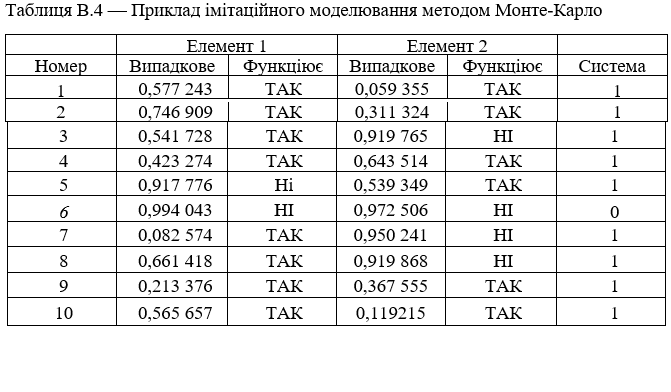 Таблиця В.4 — Приклад імітаційного моделювання методом Монте-Карло
Елемент 1 Елемент 2
Номер Випадкове Функціює Випадкове Функціює Система
1 0,577 243 ТАК 0,059 355 ТАК 1
2 0,746 909 ТАК 0,311 324 ТАК 1
3 0,541 728 ТАК 0,919 765 НІ 1
4 0,423 274 ТАК 0,643 514 ТАК 1
5 0,917 776 Ні 0,539 349 ТАК 1
6 0,994 043 НІ 0,972 506 НІ 0
7 0,082 574 ТАК 0,950 241 НІ 1
8 0,661 418 ТАК 0,919 868 НІ 1
9 0,213 376 ТАК 0,367 555 ТАК 1
10 0,565 657 ТАК 0,119215 ТАК 1